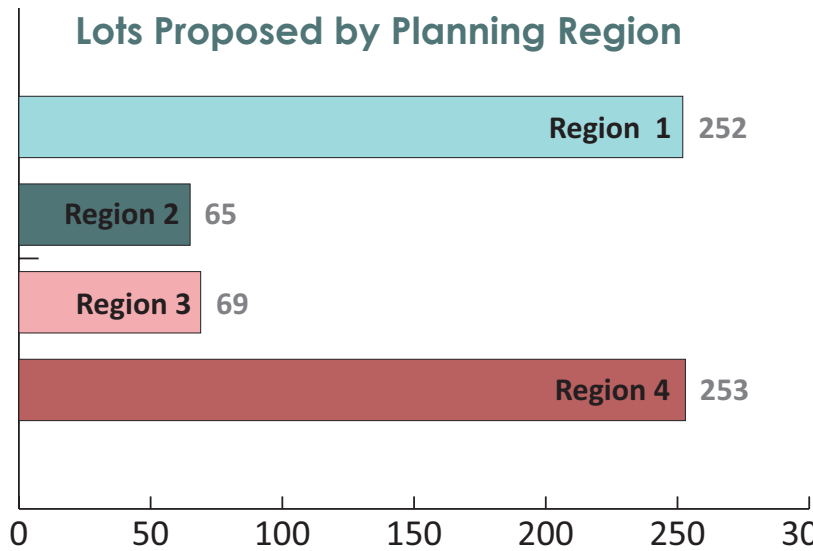 Lots Proposed by Planning Region
Region 1 252
Region 2 65
Region 3 69
Region 4 253
0 50 100 150 200 250 30